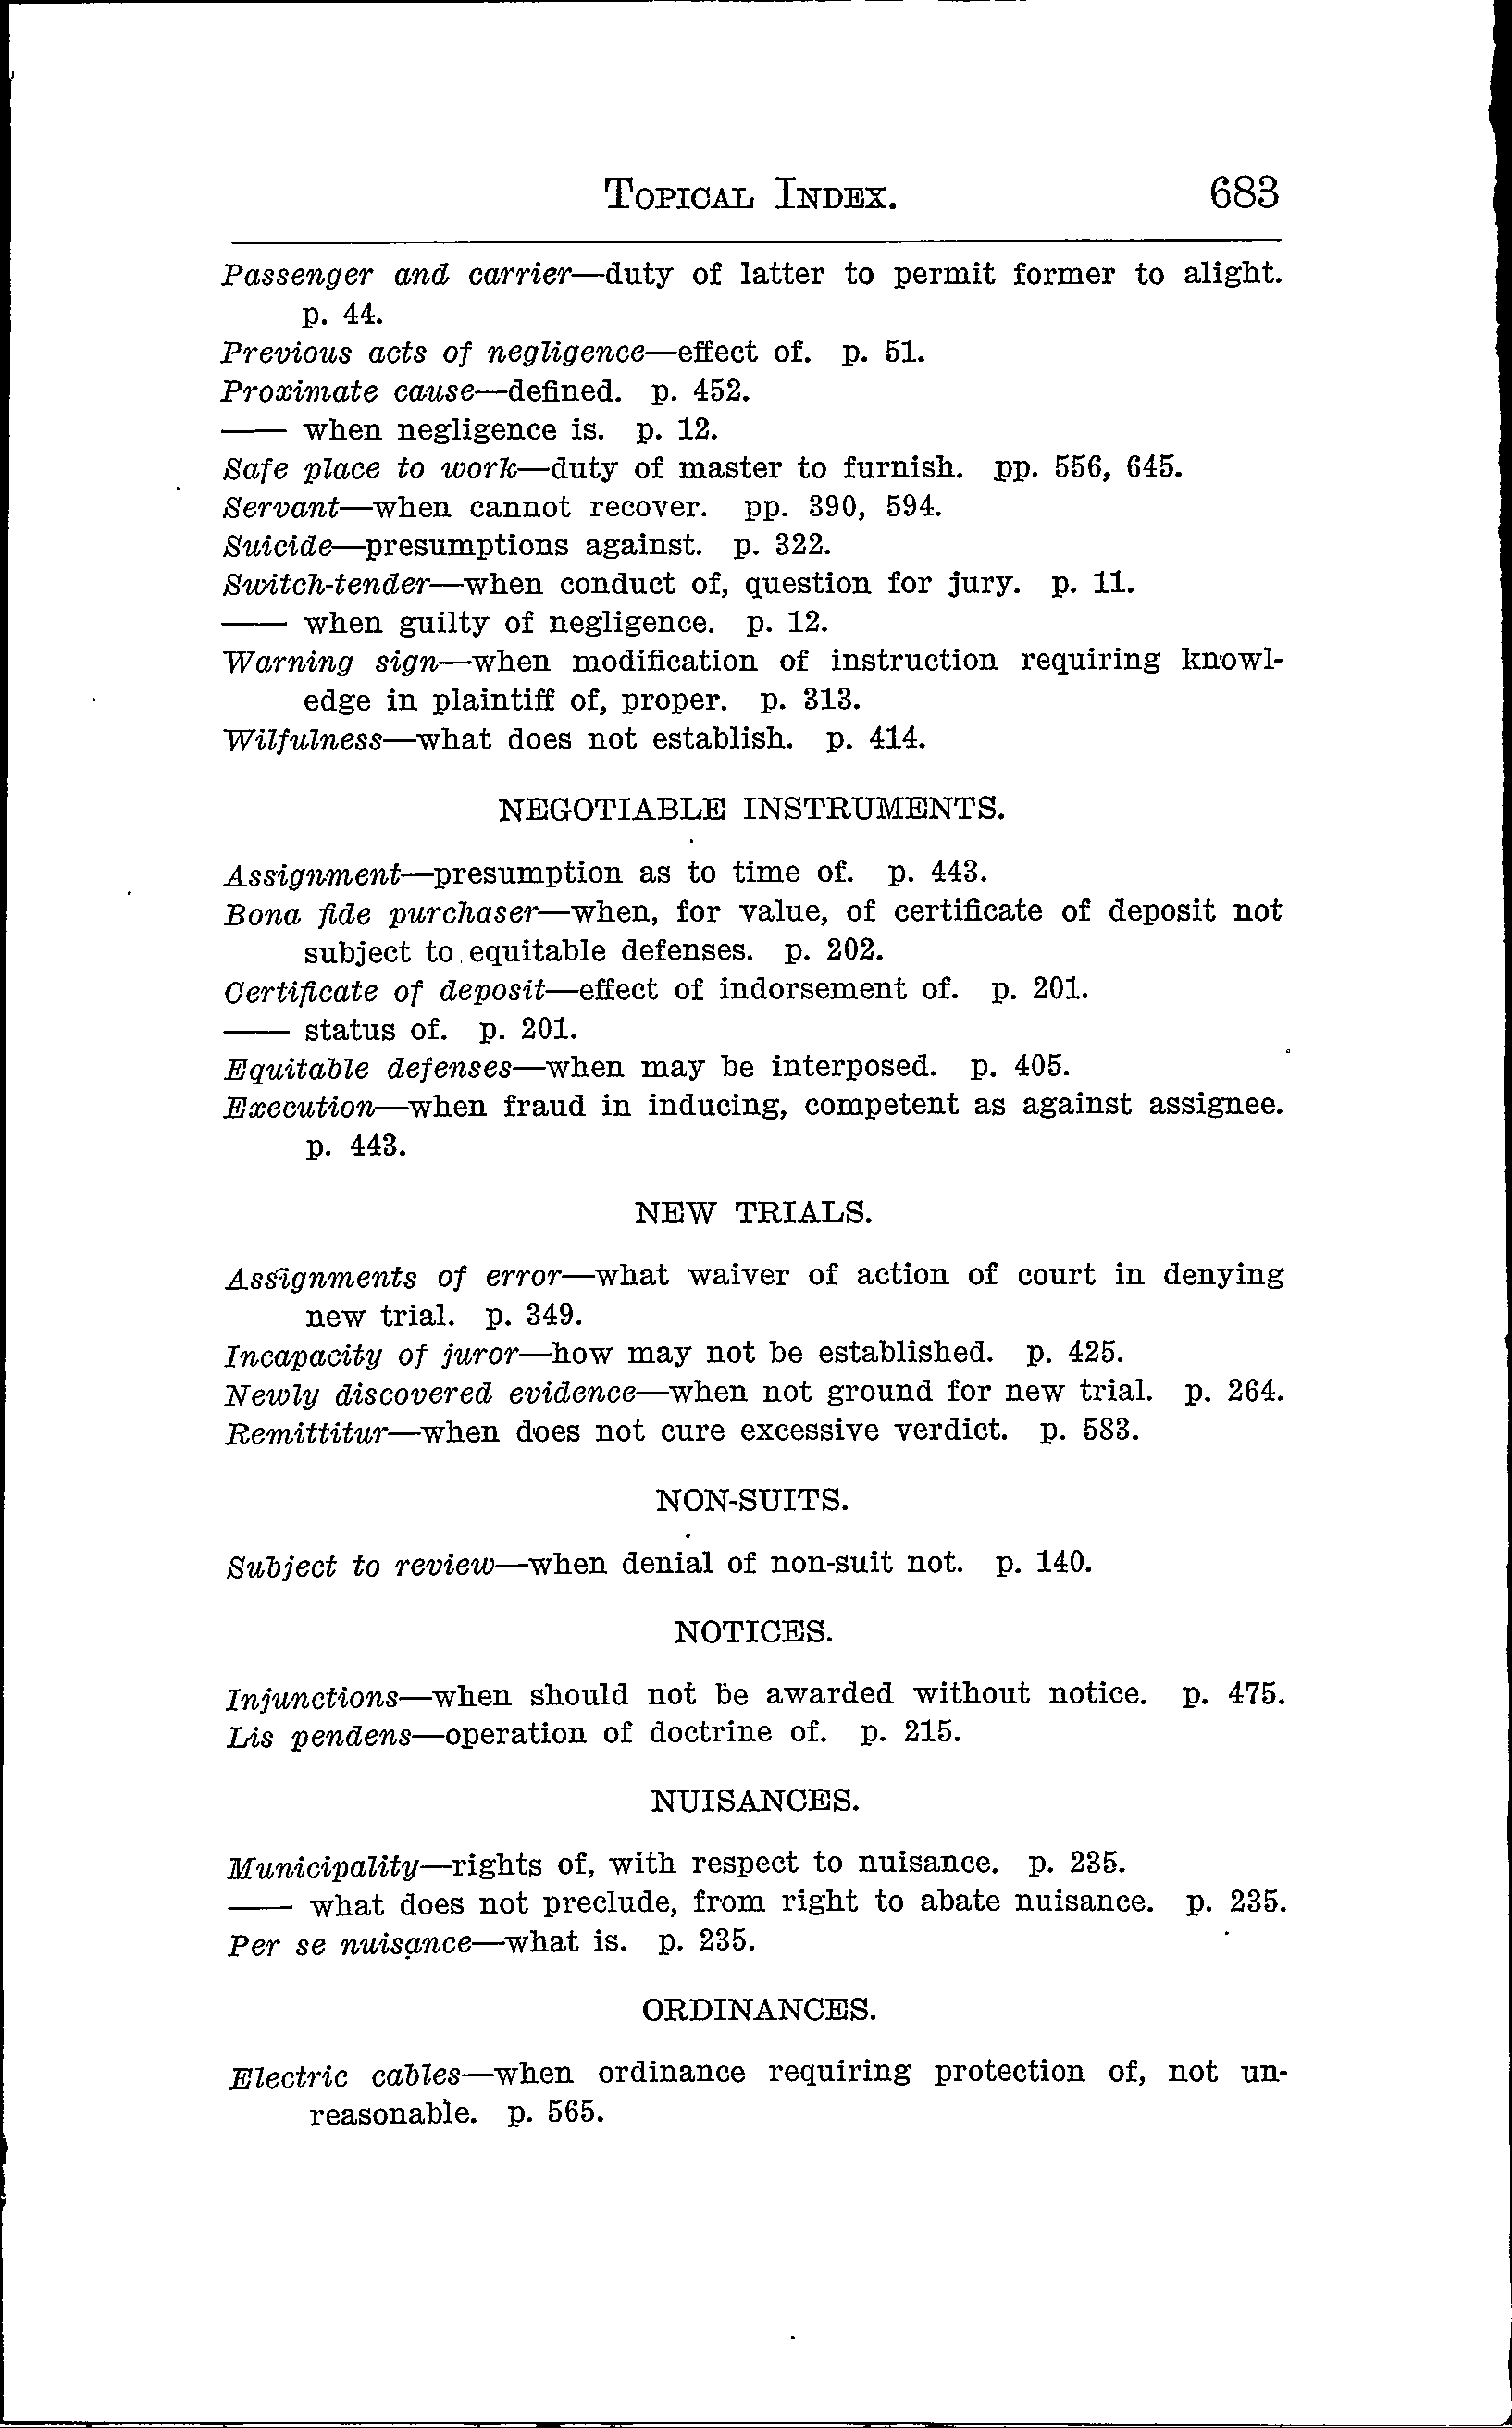 TOPICAL INDEX. 683
Passenger and carrier—duty of latter to permit former to alight.
p. 44.
Previous acts of negligence—effect of. p. 51.
Proximate cause—defined. p. 452.
—— when negligence is. p. 12.
Safe place to work—duty of master to furnish. pp. 556, 645.
Servant—when cannot recover. pp. 390, 594.
Suicide—presumptions against. p. 322.
Switch-tender—when conduct of, question for jury. p. 11.
—— when guilty of negligence. p. 12.
Warning sign—when modification of instruction requiring knowl-
edge in plaintiff of, proper. p. 313.
Wilfulness—what does not establish. p. 414.
NEGOTIABLE INSTRUMENTS.
Assignment—presumption as to time of. p. 443.
Bona fide purchaser—when, for value, of certificate of deposit not
subject to equitable defenses. p. 202.
Certificate of deposit—effect of indorsement of. p. 201.
—— status of. p. 201.
Equitable defenses—when may be interposed. p. 405.
Execution—when fraud in inducing, competent as against assignee.
p. 443.
NEW TRIALS.
Assignments of error—what waiver of action of court in denying
new trial. p. 349.
Incapacity of juror—how may not be established. p. 425.
Newly discovered evidence—when not ground for new trial. p. 264.
Remittitur—when does not cure excessive verdict. p. 583.
NON-SUITS.
Subject to review—when denial of non-suit not. p. 140.
NOTICES.
Injunctions—when should not be awarded without notice. p. 475.
Lis pendens—operation of doctrine of. p. 215.
NUISANCES.
Municipality—rights of, with respect to nuisance. p. 235.
—— what does not preclude, from right to abate nuisance. p. 235.
Per se nuisance—what is. p. 235.
ORDINANCES.
Electric cables—when ordinance requiring protection of, not un-
reasonable. p. 565.